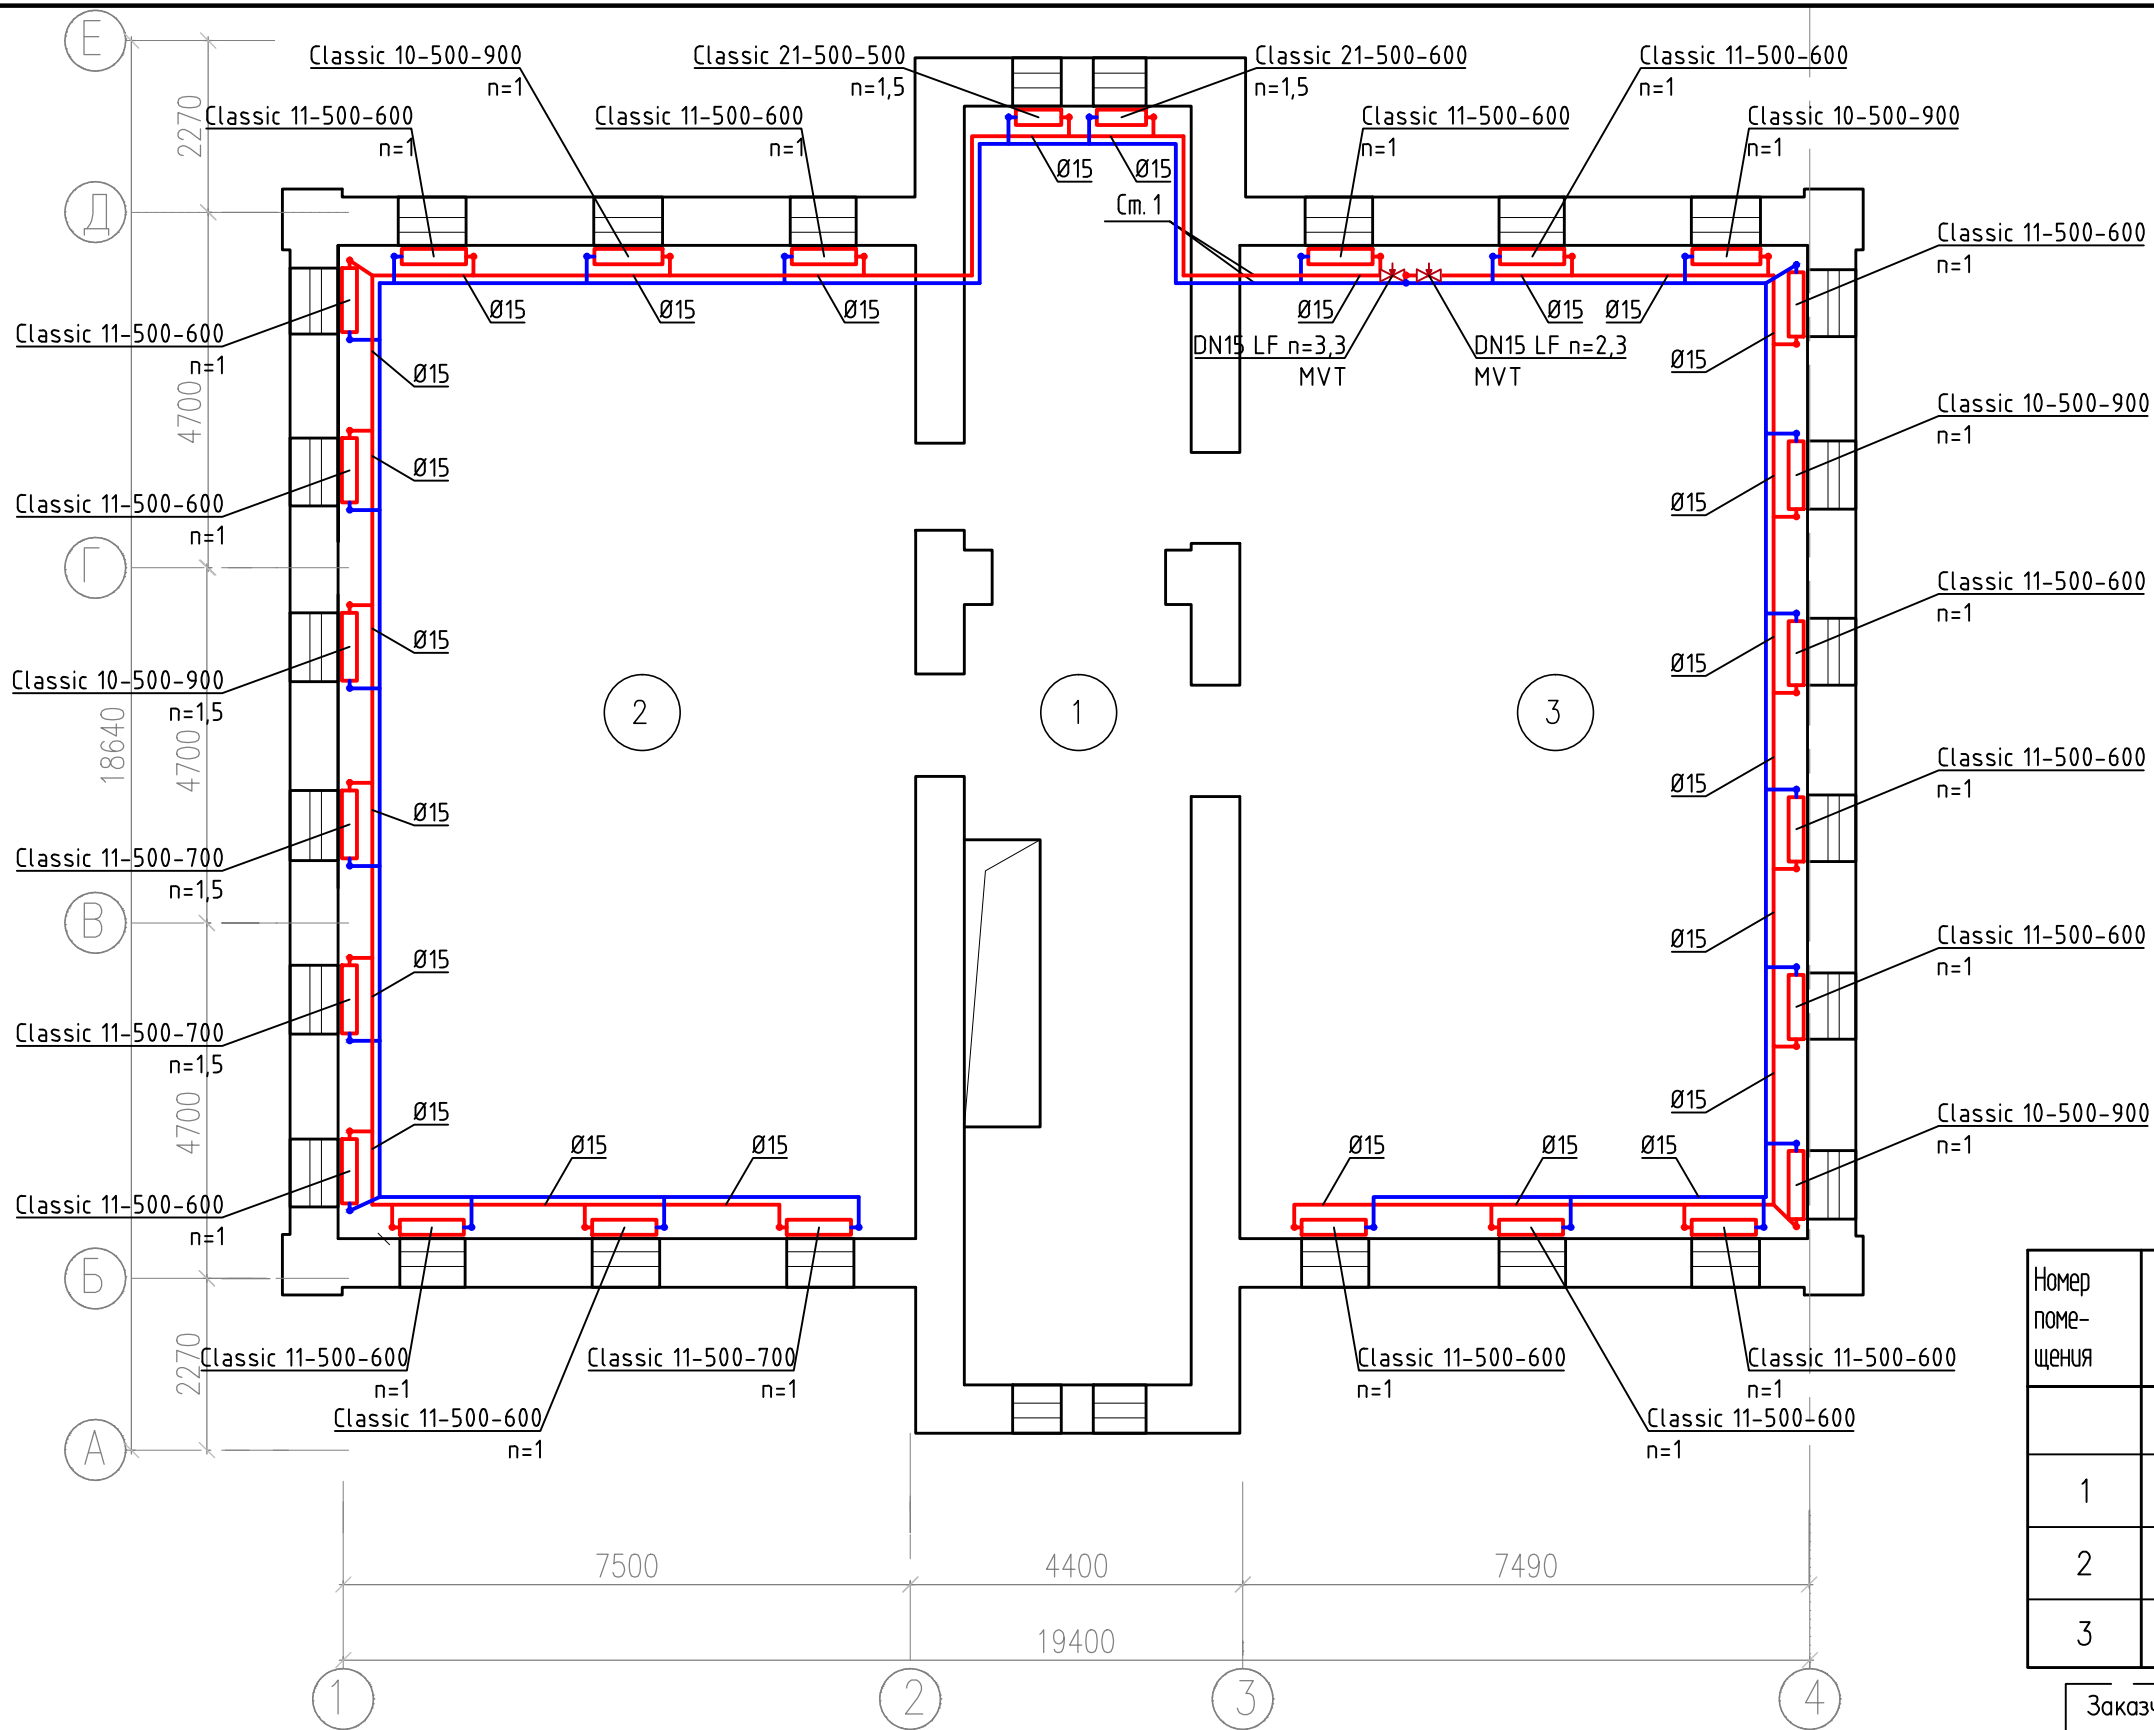 Е
Classic 10-500-900
n=1
Classic 21-500-500
n=1,5
Classic 21-500-600
n=1,5
Classic 11-500-600
n=1
Classic 11-500-600
n=1
Classic 11-500-600
n=1
Classic 11-500-600
n=1
Classic 10-500-900
n=1
2270
Ø15
Ø15
Д
Ст. 1
Classic 11-500-600
n=1
Ø15
Ø15
Ø15
Ø15
Ø15
Ø15
Classic 11-500-600
n=1
DN15 LF n=3,3
MVT
DN15 LF n=2,3
MVT
Ø15
Ø15
4700
Classic 10-500-900
n=1
Ø15
Classic 11-500-600
n=1
Ø15
Г
Classic 11-500-600
n=1
Ø15
Ø15
Classic 10-500-900
n=1,5
2
1
3
18640
4700
Classic 11-500-600
n=1
Ø15
Ø15
Classic 11-500-700
n=1,5
В
Ø15
Ø15
Classic 11-500-600
n=1
Classic 11-500-700
n=1,5
4700
Ø15
Ø15
Classic 10-500-900
n=1
Ø15
Ø15
Ø15
Ø15
Ø15
Classic 11-500-600
n=1
Б
2270
Classic 11-500-600
n=1
Classic 11-500-700
n=1
Classic 11-500-600
n=1
Classic 11-500-600
n=1
Classic 11-500-600
n=1
Classic 11-500-600
n=1
А
Номер
поме-
щения
1
2
3
7500
4400
7490
19400
1
2
3
4